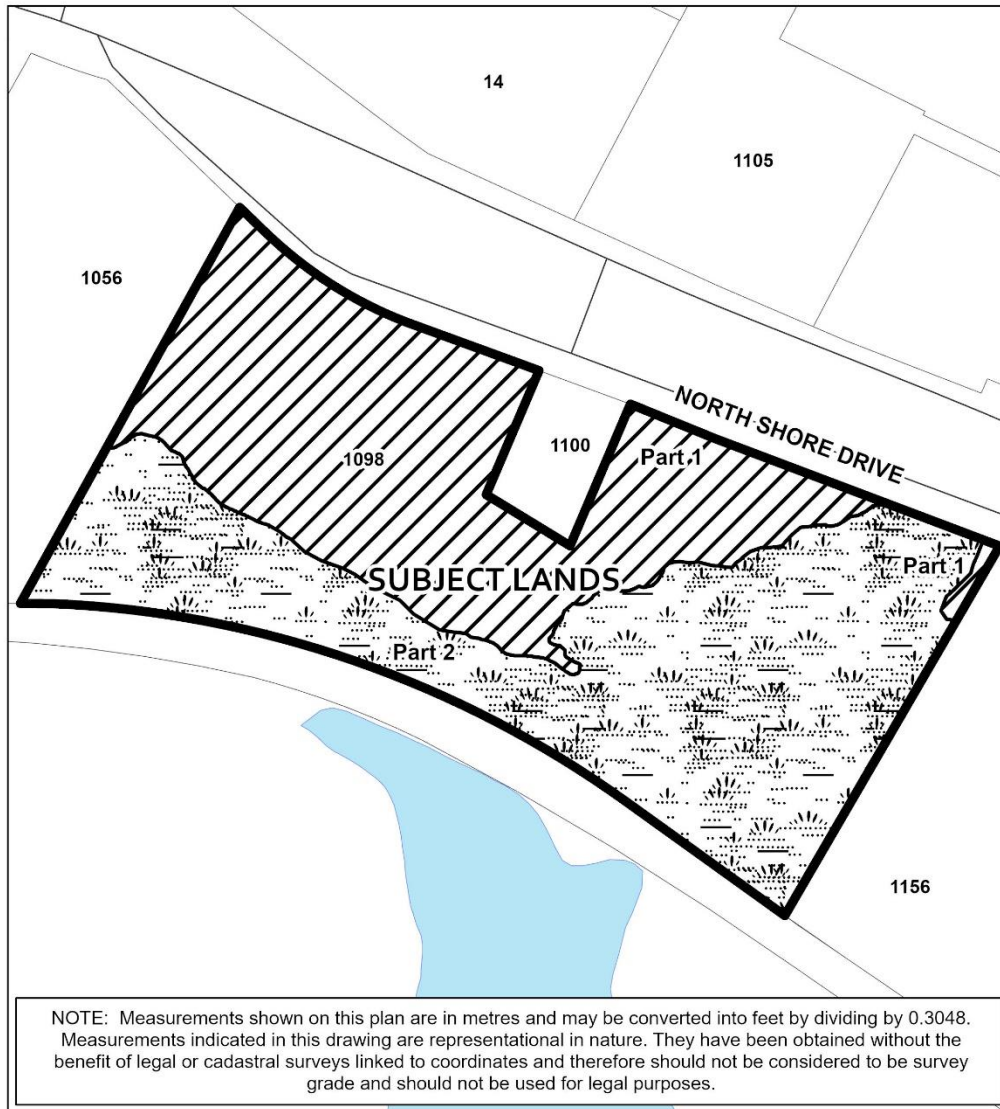 14
1105
1056
NORTH SHORE DRIVE
1100
Part 1
1098
Part 1
SUBJECT LANDS
Part 2
1156
NOTE: Measurements shown on this plan are in metres and may be converted into feet by dividing by 0.3048.
Measurements indicated in this drawing are representational in nature. They have been obtained without the
benefit of legal or cadastral surveys linked to coordinates and therefore should not be considered to be survey
grade and should not be used for legal purposes.